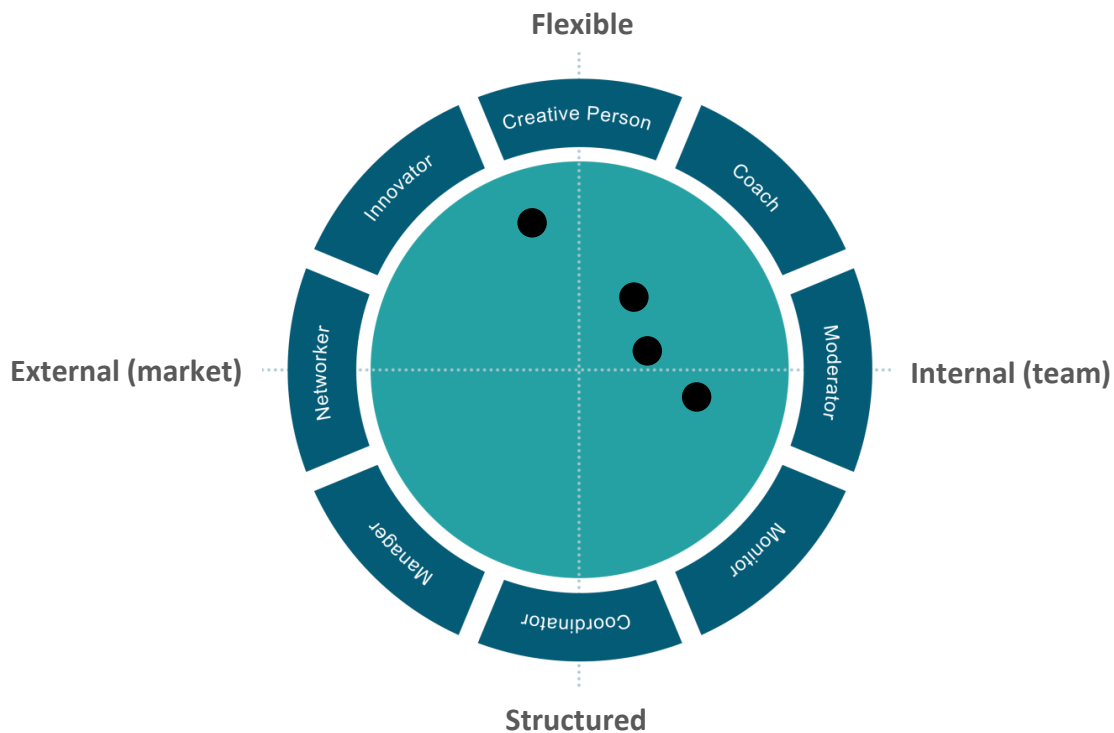 Flexible
Creative Person
Innovator
Coach
External (market)
Networker
Moderator
Internal (team)
Manager
Monitor
Coordinator
Structured